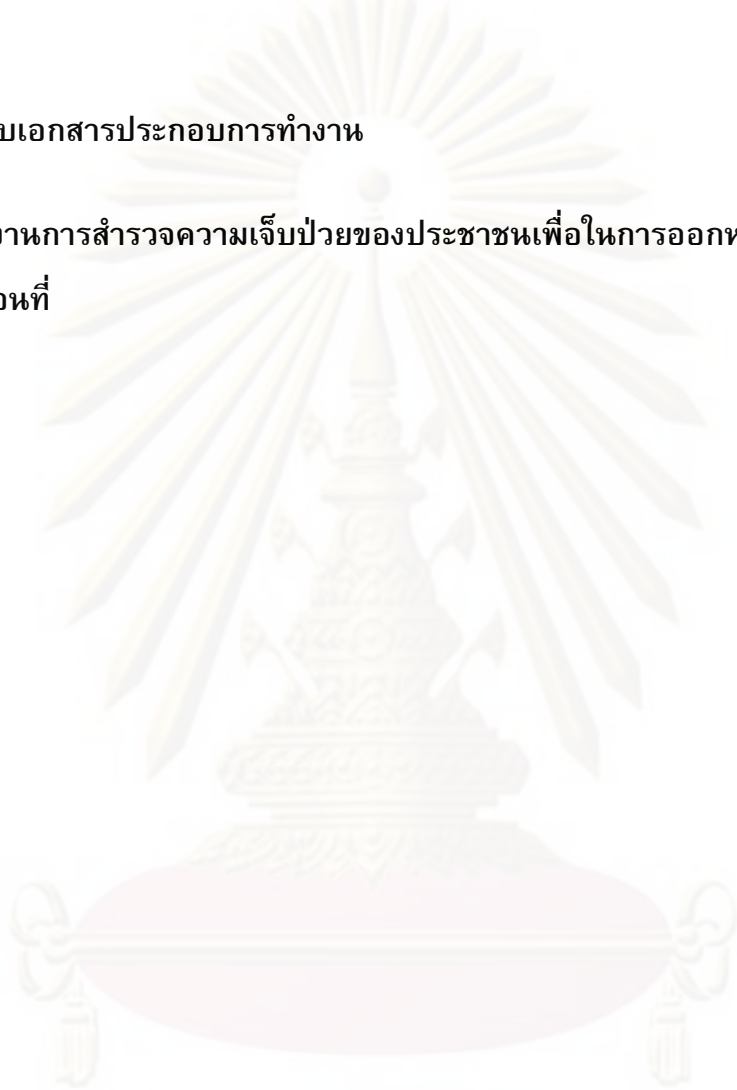 บเอกสารประกอบการทำงาน
งานการสำรวจความเจ็บป่วยของประชาชนเพื่อในการออกห
อนที่